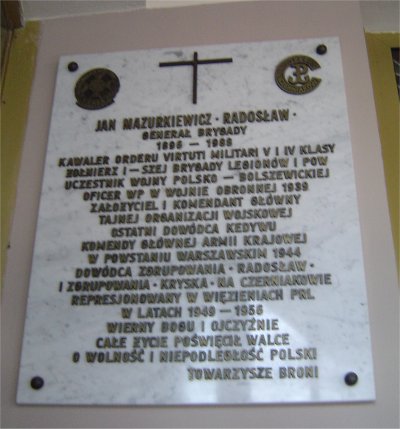 JAN MAZURKIEWICZ · RADOSŁAW ·
GENERAŁ BRYGADY
1896 — 1988
KAWALER ORDERU VIRTUTI MILITARI V I IV KLASY
ŻOŁNIERZ I — SZEJ BRYGADY LEGIONÓW I POW
UCZESTNIK WOJNY POLSKO — BOLSZEWICKIEJ
OFICER WP W WOJNIE OBRONNEJ 1939
ZAŁOŻYCIEL I KOMENDANT GŁÓWNY
TAJNEJ ORGANIZACJI WOJSKOWEJ
OSTATNI DOWÓDCA KEDYWU
KOMENDY GŁÓWNEJ ARMII KRAJOWEJ
W POWSTANIU WARSZAWSKIM 1944
DOWÓDCA ZGRUPOWANIA · RADOSŁAW ·
I ZGRUPOWANIA · KRYSKA · NA CZERNIAKOWIE
REPRESJONOWANY W WIĘZIENIACH PRL
W LATACH 1949 — 1956
WIERNY BOGU I OJCZYŹNIE
CAŁE ŻYCIE POŚWIĘCIŁ WALCE
O WOLNOŚĆ I NIEPODLEGŁOŚĆ POLSKI
TOWARZYSZE BRONI